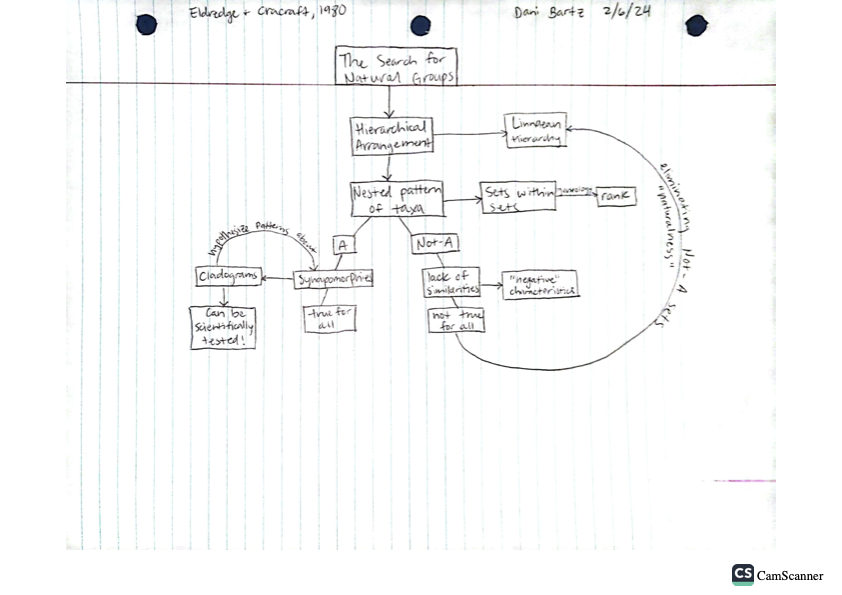 Eldredge + Cracraft, 1980
Dani Bartz 2/6/24
The Search for
Natural Groups
Hierarchical
Arrangement
Linnaean
Hierarchy
Nested pattern
of taxa
Sets within
sets
rank
A
Not-A
hypothesize patterns about
Cladograms
Synapomorphies
lack of
similarities
"negative"
characteristics
Can be
scientifically
tested!
true for
all
not true
for all
eliminating Not-A sets
"naturalness"
CS CamScanner